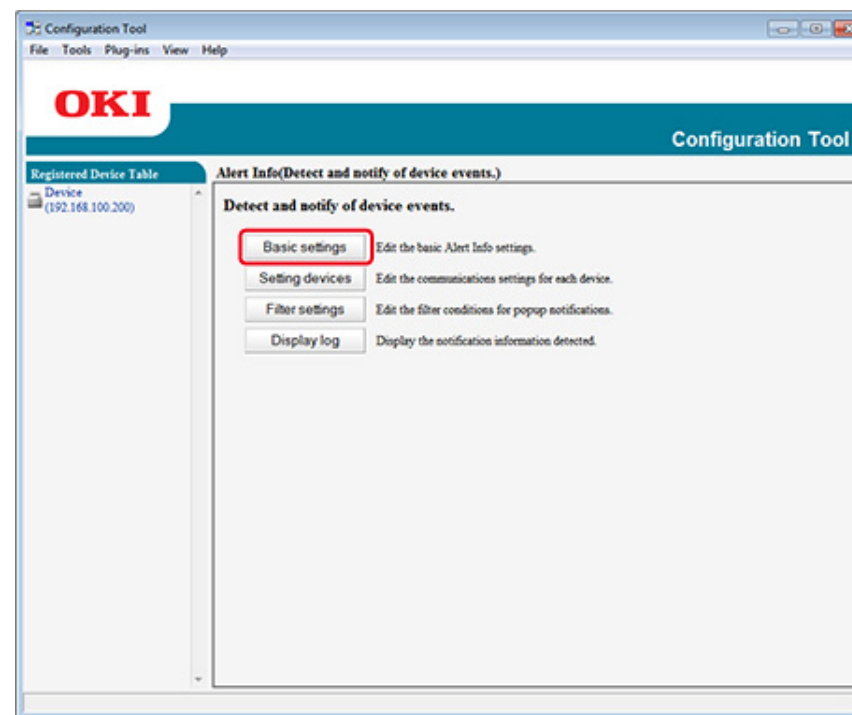 Configuration Tool
File Tools Plug-ins View Help
OKI
Configuration Tool
Registered Device Table
Device
(192.168.100.200)
Alert Info(Detect and notify of device events.)
Detect and notify of device events.
Basic settings Edit the basic Alert Info settings.
Setting devices Edit the communications settings for each device.
Filter settings Edit the filter conditions for popup notifications.
Display log Display the notification information detected.